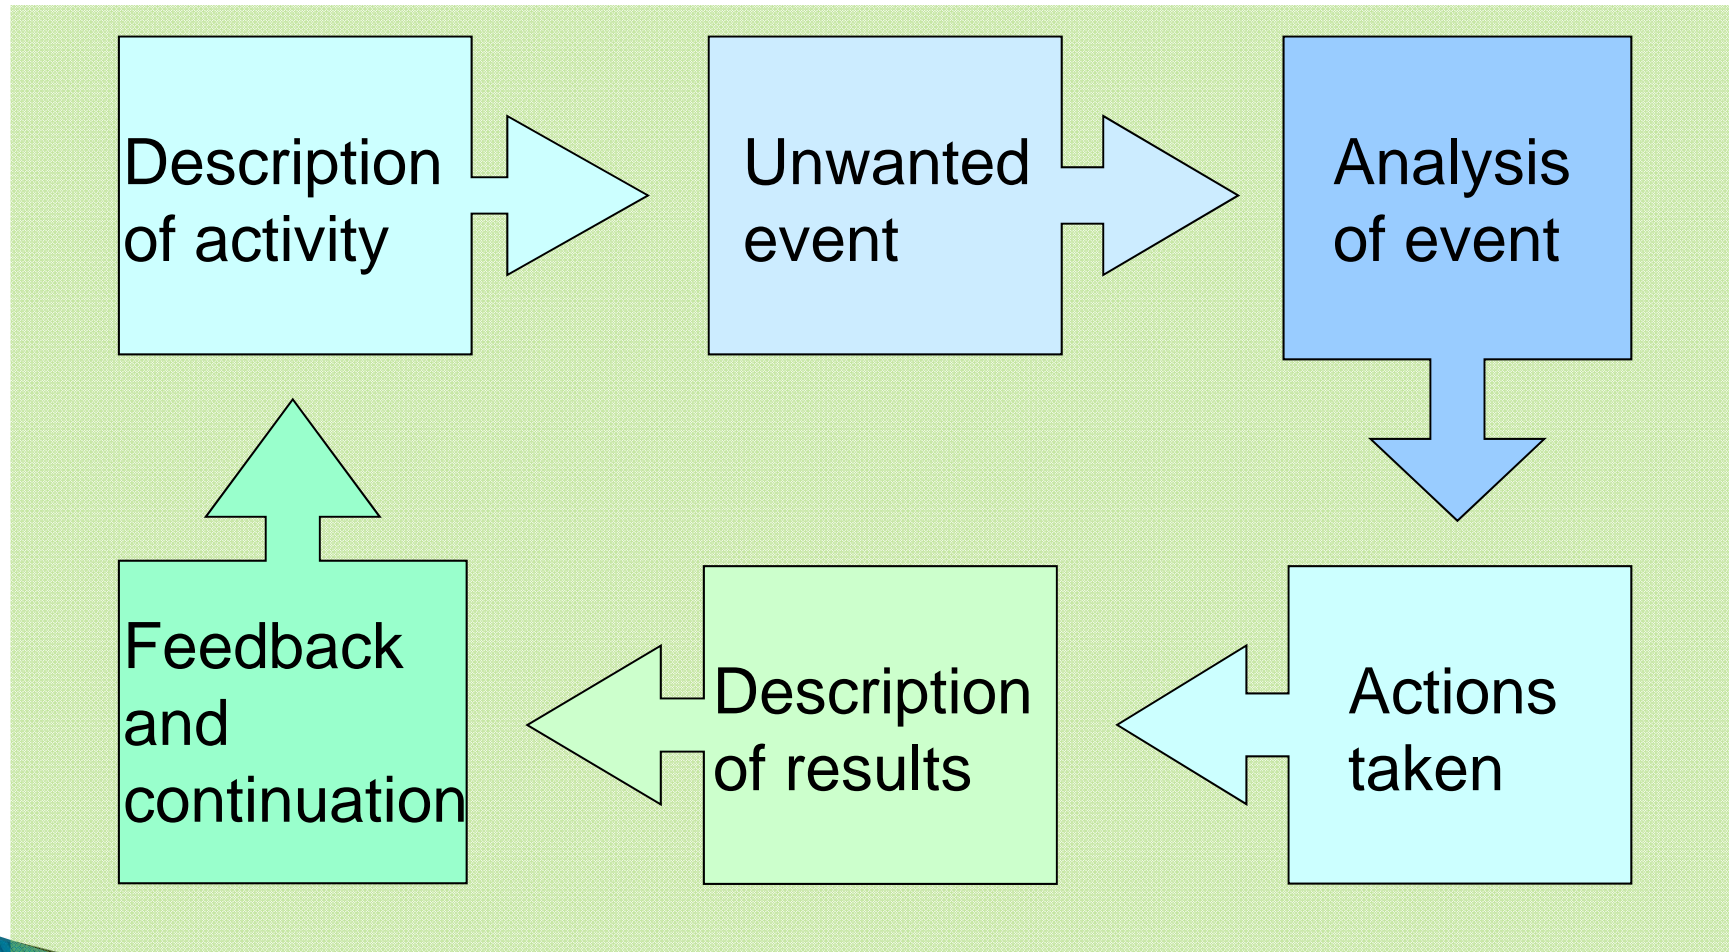 Description
of activity
Unwanted
event
Analysis
of event
Feedback
and
continuation
Description
of results
Actions
taken